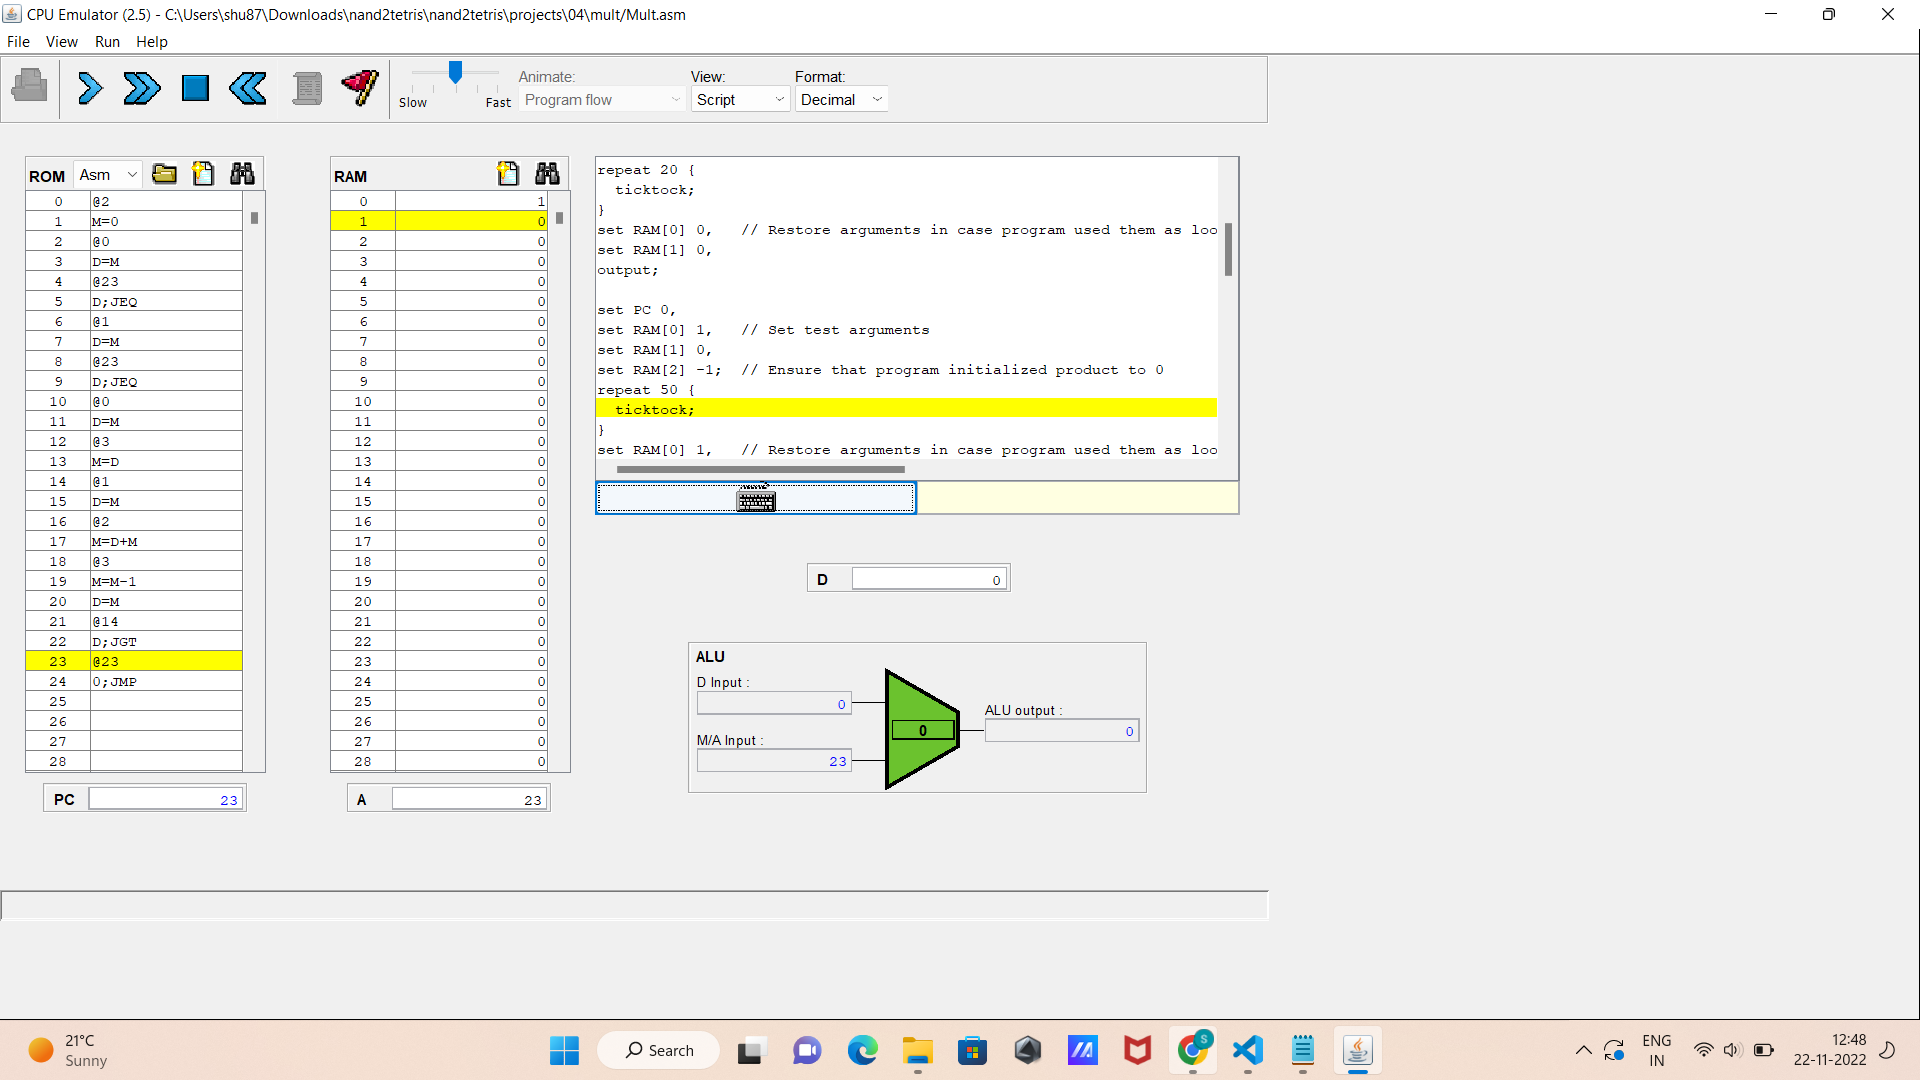 CPU Emulator (2.5) - C:\Users\shu87\Downloads\nand2tetris\nand2tetris\projects\04\mult/Mult.asm
File View Run Help
Slow Fast
Animate:
Program flow
View:
Script
Format:
Decimal
ROM Asm
0 @2
1 M=0
2 @0
3 D=M
4 @23
5 D;JEQ
6 @1
7 D=M
8 @23
9 D;JEQ
10 @0
11 D=M
12 @3
13 M=D
14 @1
15 D=M
16 @2
17 M=D+M
18 @3
19 M=M-1
20 D=M
21 @14
22 D;JGT
23 @23
24 0;JMP
25
26
27
28
PC 23
RAM
0 1
1 0
2 0
3 0
4 0
5 0
6 0
7 0
8 0
9 0
10 0
11 0
12 0
13 0
14 0
15 0
16 0
17 0
18 0
19 0
20 0
21 0
22 0
23 0
24 0
25 0
26 0
27 0
28 0
A 23
repeat 20 {
ticktock;
}
set RAM[0] 0, // Restore arguments in case program used them as loo
set RAM[1] 0,
output;
set PC 0,
set RAM[0] 1, // Set test arguments
set RAM[1] 0,
set RAM[2] -1; // Ensure that program initialized product to 0
repeat 50 {
ticktock;
}
set RAM[0] 1, // Restore arguments in case program used them as loo
D 0
ALU
D Input :
0
M/A Input :
23
0
ALU output :
0
21°C
Sunny
Search
S
ENG
IN
12:48
22-11-2022